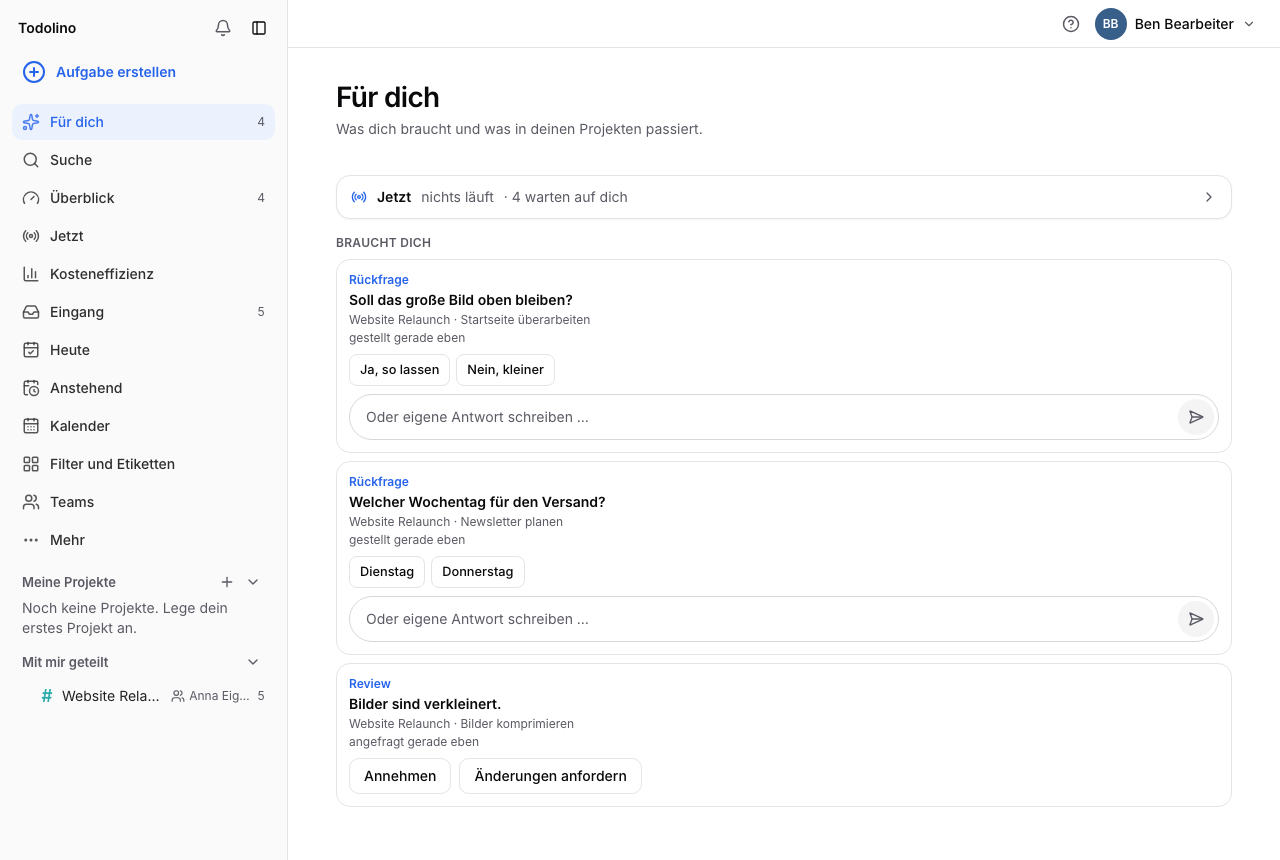 Todolino
Aufgabe erstellen
Für dich 4
Suche
Überblick 4
Jetzt
Kosteneffizienz
Eingang 5
Heute
Anstehend
Kalender
Filter und Etiketten
Teams
Mehr
Meine Projekte
Noch keine Projekte. Lege dein
erstes Projekt an.
Mit mir geteilt
# Website Rela... Anna Eig... 5
BB Ben Bearbeiter
Für dich
Was dich braucht und was in deinen Projekten passiert.
Jetzt nichts läuft · 4 warten auf dich
BRAUCHT DICH
Rückfrage
Soll das große Bild oben bleiben?
Website Relaunch · Startseite überarbeiten
gestellt gerade eben
Ja, so lassen Nein, kleiner
Oder eigene Antwort schreiben ...
Rückfrage
Welcher Wochentag für den Versand?
Website Relaunch · Newsletter planen
gestellt gerade eben
Dienstag Donnerstag
Oder eigene Antwort schreiben ...
Review
Bilder sind verkleinert.
Website Relaunch · Bilder komprimieren
angefragt gerade eben
Annehmen Änderungen anfordern